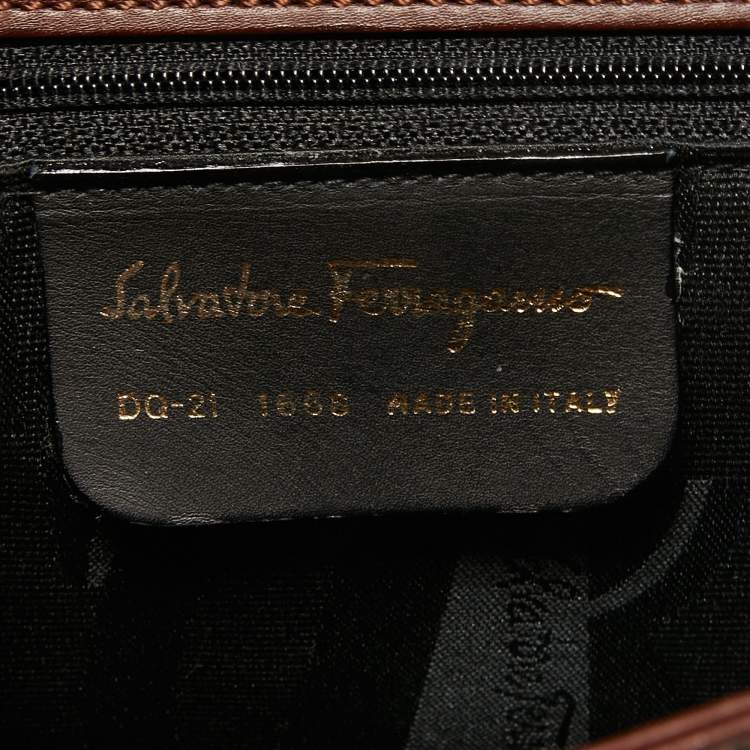 Salvatore Ferragamo
DQ-21 1668 MADE IN ITALY